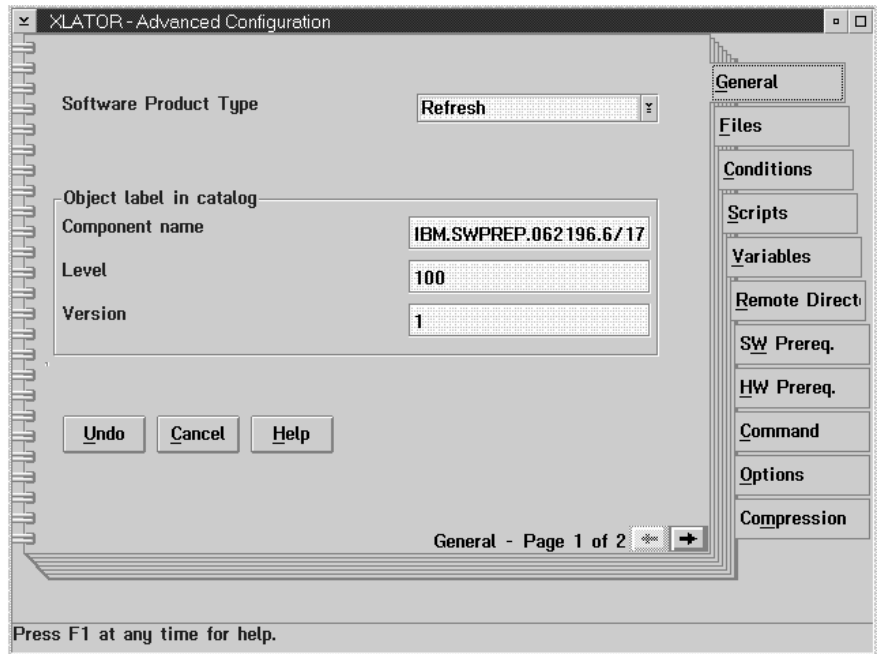 XLATOR - Advanced Configuration
General
Software Product Type
Refresh
Files
Conditions
Object label in catalog
Scripts
Component name
IBM.SWPREP.062196.6/17
Variables
Level
100
Remote Direct
Version
1
SW Prereq.
HW Prereq.
Undo
Cancel
Help
Command
Options
Compression
General - Page 1 of 2
Press F1 at any time for help.